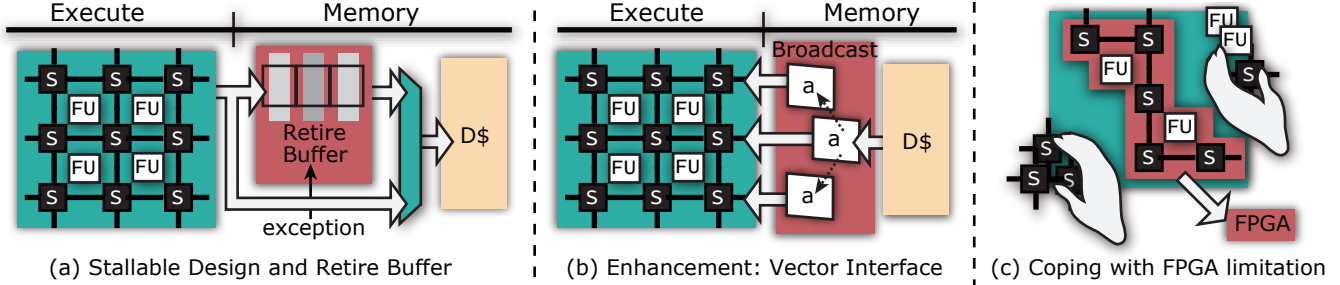 Execute Memory
S S S
FU FU
S S S
FU FU
S S S
Retire
Buffer
D$
exception
(a) Stallable Design and Retire Buffer
Execute Memory
Broadcast
S S S
FU FU
S S S
FU FU
S S S
a
a
a
D$
(b) Enhancement: Vector Interface
S S
FU
FU
FU
S
S
FU
S S
S
S S
FPGA
(c) Coping with FPGA limitation